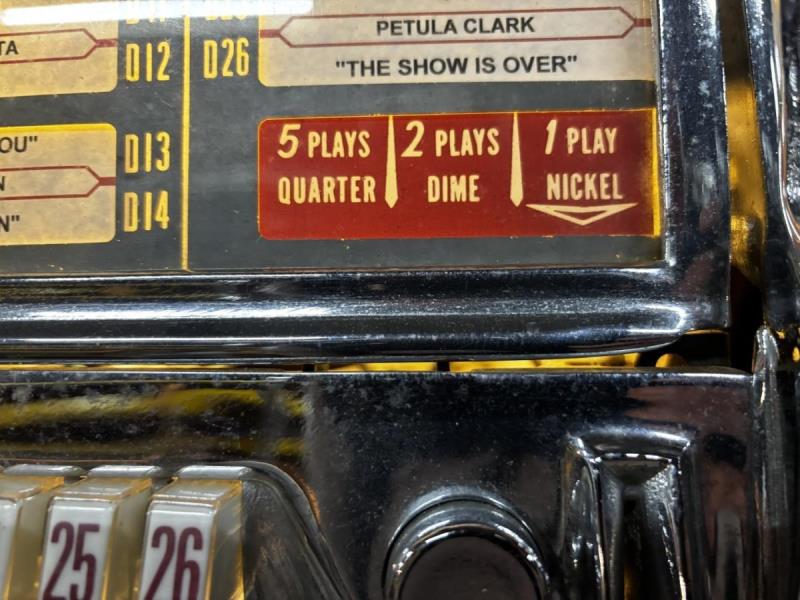 PETULA CLARK
D12
D26
"THE SHOW IS OVER"
OU"
D13
D14
N"
5 PLAYS
QUARTER
2 PLAYS
DIME
1 PLAY
NICKEL
25
26